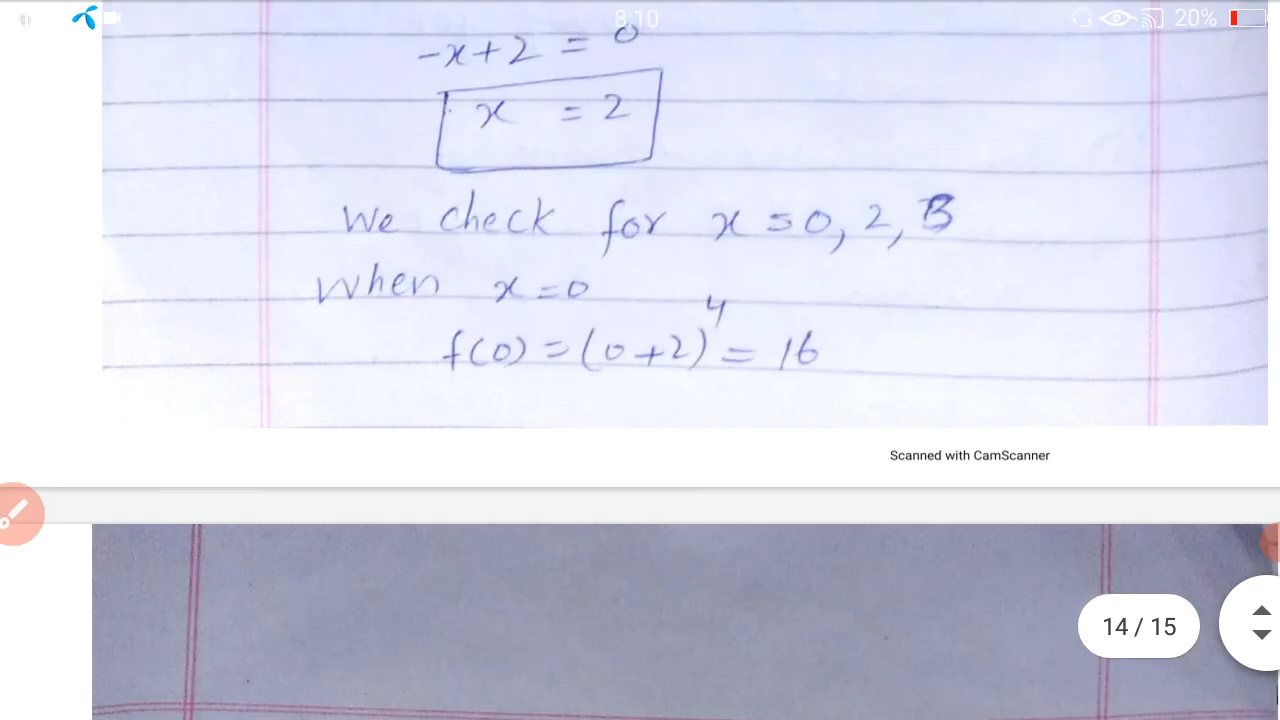 8:10
20%
-x+2 = 0
x = 2
We check for x = 0, 2, 3
When x = 0
f(0) = (0+2)⁴ = 16
Scanned with CamScanner
14 / 15